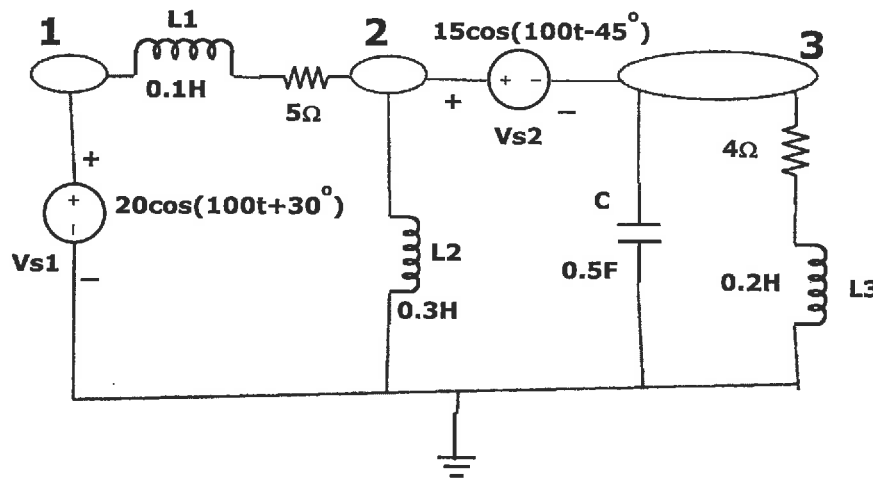 L1
1
2
15cos(100t-45°)
3
0.1H
5Ω
+
+ -
-
Vs2
4Ω
+
+
-
20cos(100t+30°)
Vs1
-
C
L2
0.5F
0.2H
L3
0.3H